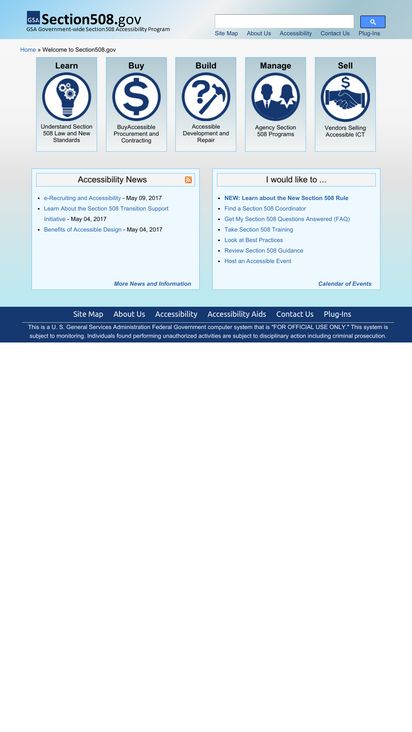 GSA Section508.gov
GSA Government-wide Section 508 Accessibility Program
Site Map About Us Accessibility Contact Us Plug-Ins
Home » Welcome to Section508.gov
Learn
Understand Section
508 Law and New
Standards
Buy
BuyAccessible
Procurement and
Contracting
Build
Accessible
Development and
Repair
Manage
Agency Section
508 Programs
Sell
Vendors Selling
Accessible ICT
Accessibility News
e-Recruiting and Accessibility - May 09, 2017
Learn About the Section 508 Transition Support
Initiative - May 04, 2017
Benefits of Accessible Design - May 04, 2017
More News and Information
I would like to ...
NEW: Learn about the New Section 508 Rule
Find a Section 508 Coordinator
Get My Section 508 Questions Answered (FAQ)
Take Section 508 Training
Look at Best Practices
Review Section 508 Guidance
Host an Accessible Event
Calendar of Events
Site Map About Us Accessibility Accessibility Aids Contact Us Plug-Ins
This is a U. S. General Services Administration Federal Government computer system that is "FOR OFFICIAL USE ONLY." This system is
subject to monitoring. Individuals found performing unauthorized activities are subject to disciplinary action including criminal prosecution.